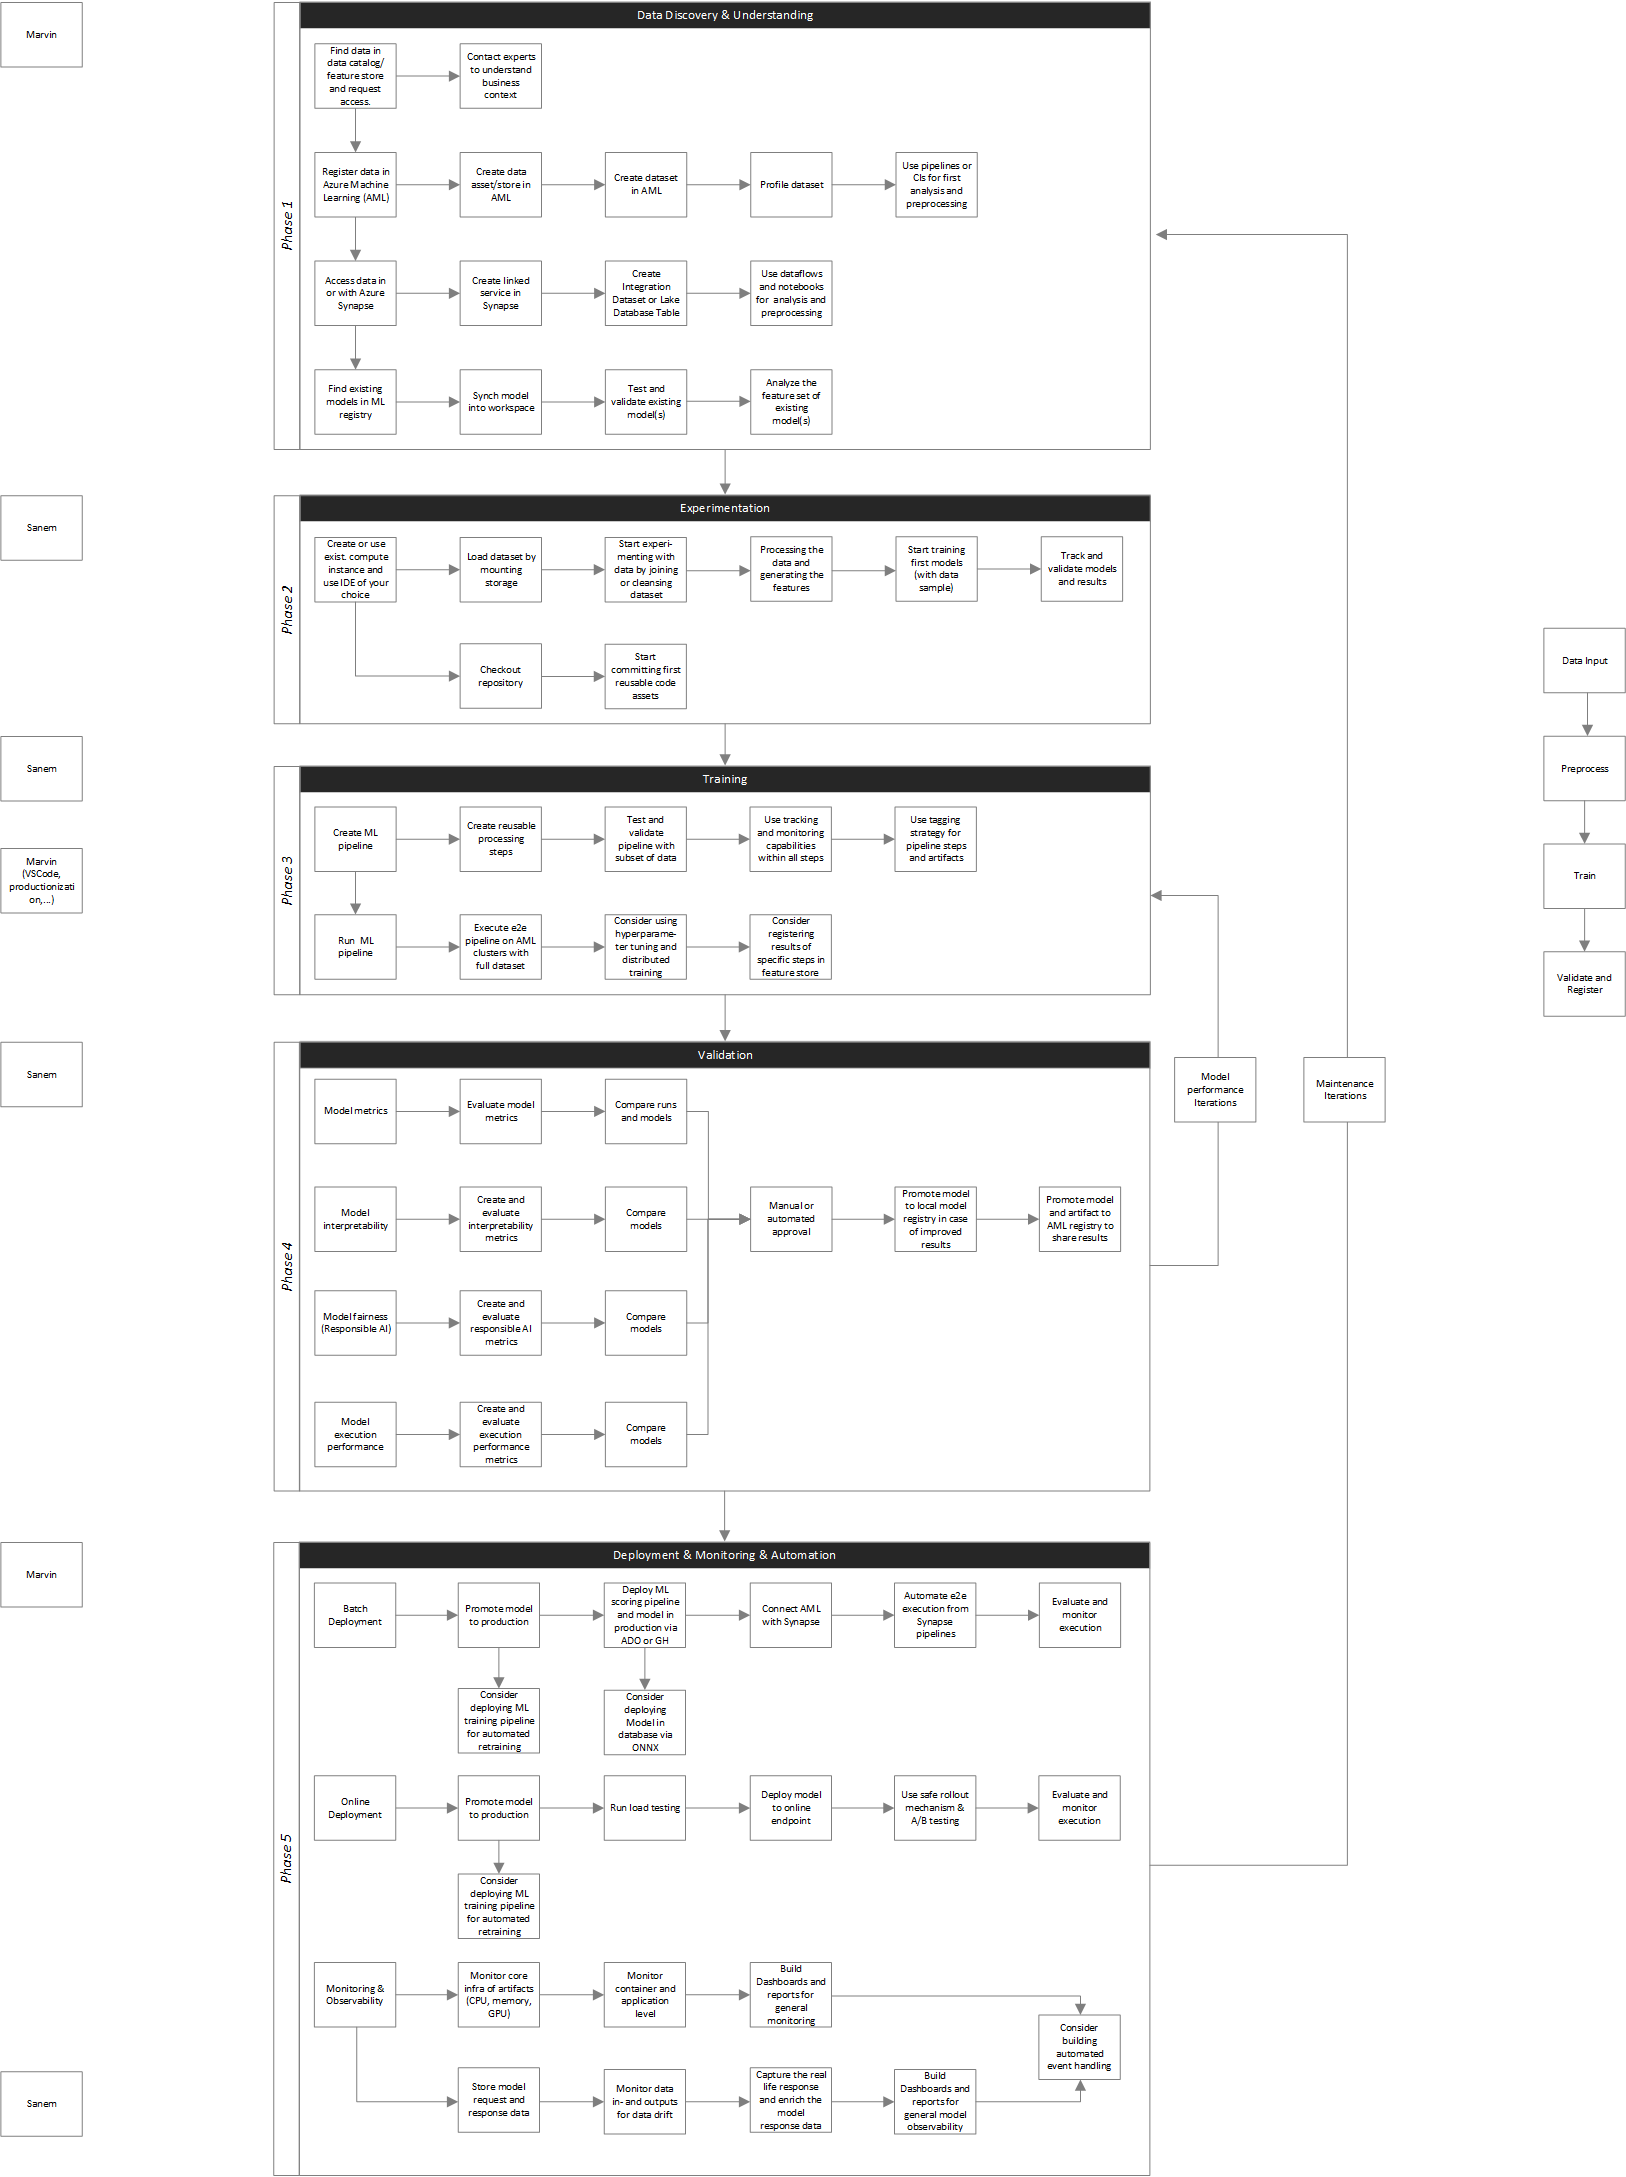 Marvin
Data Discovery & Understanding
Phase 1
Find data in
data catalog/
feature store
and request
access.
Contact experts
to understand
business
context
Register data in
Azure Machine
Learning (AML)
Create data
asset/store in
AML
Create dataset
in AML
Profile dataset
Use pipelines or
CIs for first
analysis and
preprocessing
Access data in
or with Azure
Synapse
Create linked
service in
Synapse
Create
Integration
Dataset or Lake
Database Table
Use dataflows
and notebooks
for analysis and
preprocessing
Find existing
models in ML
registry
Synch model
into workspace
Test and
validate existing
model(s)
Analyze the
feature set of
existing
model(s)
Sanem
Experimentation
Phase 2
Create or use
exist. compute
instance and
use IDE of your
choice
Load dataset by
mounting
storage
Start experi-
menting with
data by joining
or cleansing
dataset
Processing the
data and
generating the
features
Start training
first models
(with data
sample)
Track and
validate models
and results
Checkout
repository
Start
committing first
reusable code
assets
Data Input
Preprocess
Train
Validate and
Register
Sanem
Marvin
(VSCode,
productionizati
on,...)
Training
Phase 3
Create ML
pipeline
Create reusable
processing
steps
Test and
validate
pipeline with
subset of data
Use tracking
and monitoring
capabilities
within all steps
Use tagging
strategy for
pipeline steps
and artifacts
Run ML
pipeline
Execute e2e
pipeline on AML
clusters with
full dataset
Consider using
hyperparame-
ter tuning and
distributed
training
Consider
registering
results of
specific steps in
feature store
Sanem
Validation
Phase 4
Model metrics
Evaluate model
metrics
Compare runs
and models
Model
interpretability
Create and
evaluate
interpretability
metrics
Compare
models
Manual or
automated
approval
Promote model
to local model
registry in case
of improved
results
Promote model
and artifact to
AML registry to
share results
Model fairness
(Responsible AI)
Create and
evaluate
responsible AI
metrics
Compare
models
Model
execution
performance
Create and
evaluate
execution
performance
metrics
Compare
models
Model
performance
Iterations
Maintenance
Iterations
Marvin
Deployment & Monitoring & Automation
Phase 5
Batch
Deployment
Promote model
to production
Deploy ML
scoring pipeline
and model in
production via
ADO or GH
Connect AML
with Synapse
Automate e2e
execution from
Synapse
pipelines
Evaluate and
monitor
execution
Consider
deploying ML
training pipeline
for automated
retraining
Consider
deploying
Model in
database via
ONNX
Online
Deployment
Promote model
to production
Run load testing
Deploy model
to online
endpoint
Use safe rollout
mechanism &
A/B testing
Evaluate and
monitor
execution
Consider
deploying ML
training pipeline
for automated
retraining
Monitoring &
Observability
Monitor core
infra of artifacts
(CPU, memory,
GPU)
Monitor
container and
application
level
Build
Dashboards and
reports for
general
monitoring
Consider
building
automated
event handling
Sanem
Store model
request and
response data
Monitor data
in- and outputs
for data drift
Capture the real
life response
and enrich the
model
response data
Build
Dashboards and
reports for
general model
observability